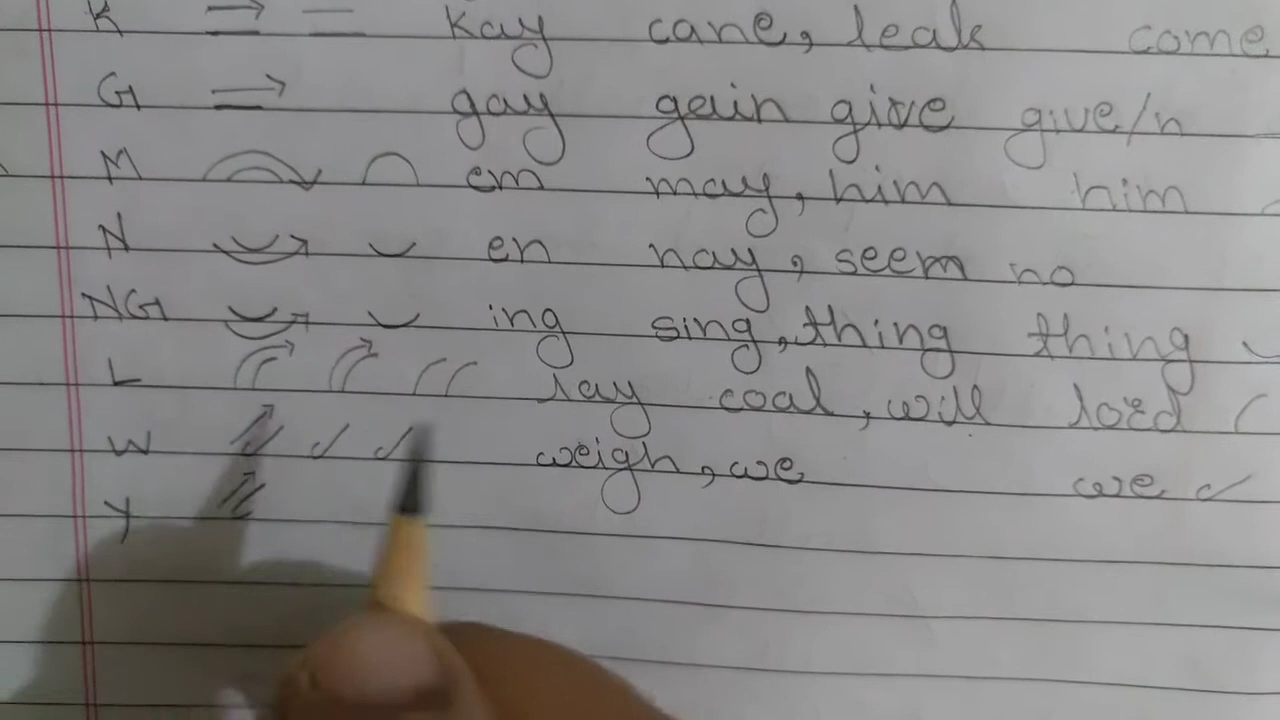 K kay cane, leak come
G gay gain give give/n
M em may, him him
N en nay, seem no
NG ing sing, thing thing
L lay coal, will lord
W weigh, we we
Y